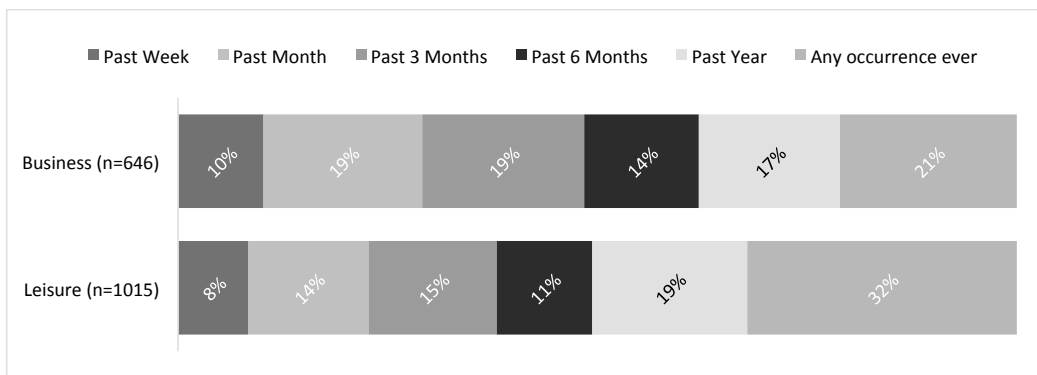 Past Week Past Month Past 3 Months Past 6 Months Past Year Any occurrence ever
Business (n=646) 10% 19% 19% 14% 17% 21%
Leisure (n=1015) 8% 14% 15% 11% 19% 32%